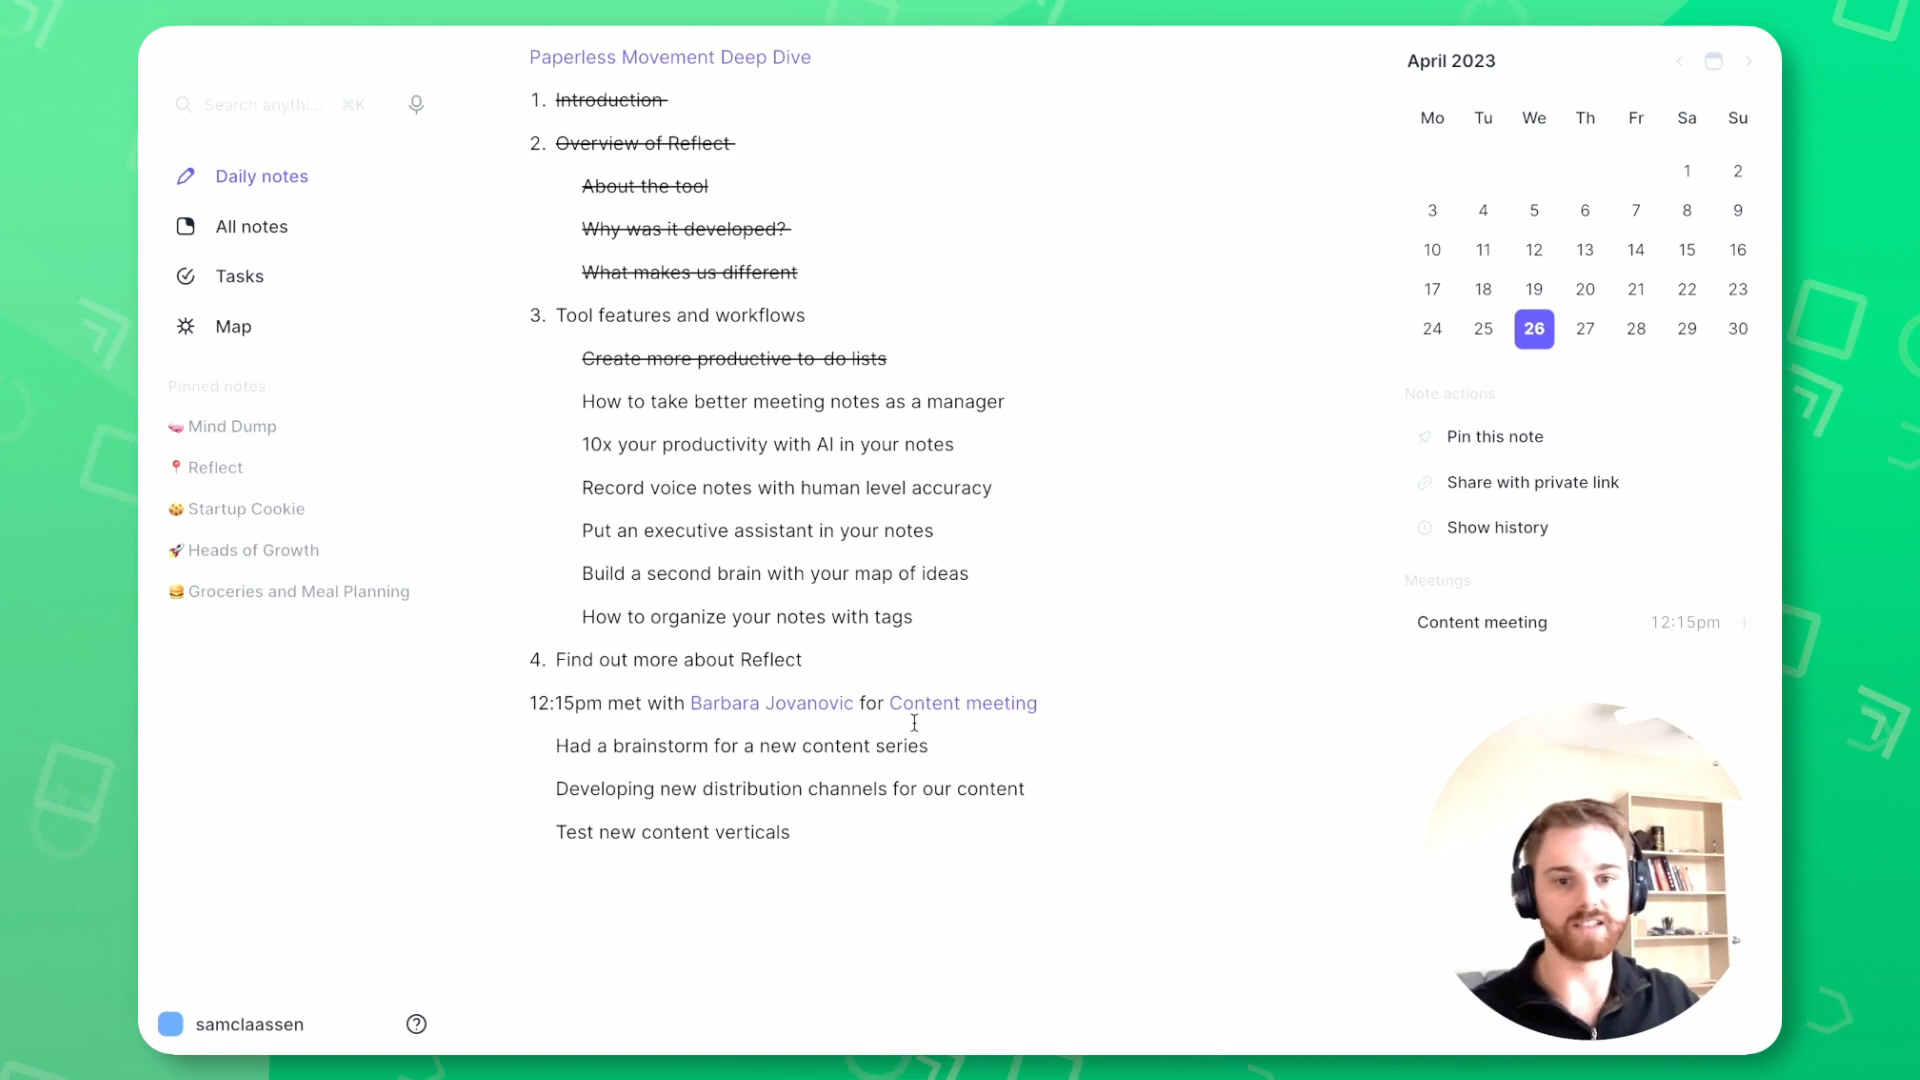 Search anythi... ⌘K
Daily notes
All notes
Tasks
Map
Pinned notes
Mind Dump
Reflect
Startup Cookie
Heads of Growth
Groceries and Meal Planning
samclaassen
Paperless Movement Deep Dive
1. Introduction
2. Overview of Reflect
About the tool
Why was it developed?
What makes us different
3. Tool features and workflows
Create more productive to-do lists
How to take better meeting notes as a manager
10x your productivity with AI in your notes
Record voice notes with human level accuracy
Put an executive assistant in your notes
Build a second brain with your map of ideas
How to organize your notes with tags
4. Find out more about Reflect
12:15pm met with Barbara Jovanovic for Content meeting
Had a brainstorm for a new content series
Developing new distribution channels for our content
Test new content verticals
April 2023
Mo Tu We Th Fr Sa Su
1 2
3 4 5 6 7 8 9
10 11 12 13 14 15 16
17 18 19 20 21 22 23
24 25 26 27 28 29 30
Note actions
Pin this note
Share with private link
Show history
Meetings
Content meeting 12:15pm +